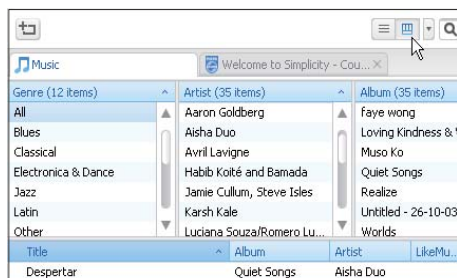 Music
Welcome to Simplicity - Cou...
Genre (12 items)
Artist (35 items)
Album (35 items)
All
Aaron Goldberg
faye wong
Blues
Aisha Duo
Loving Kindness &
Classical
Avril Lavigne
Muso Ko
Electronica & Dance
Habib Koité and Bamada
Quiet Songs
Jazz
Jamie Cullum, Steve Isles
Realize
Latin
Karsh Kale
Untitled - 26-10-03
Other
Luciana Souza/Romero Lu...
Worlds
Title
Album
Artist
LikeMu...
Despertar
Quiet Songs
Aisha Duo